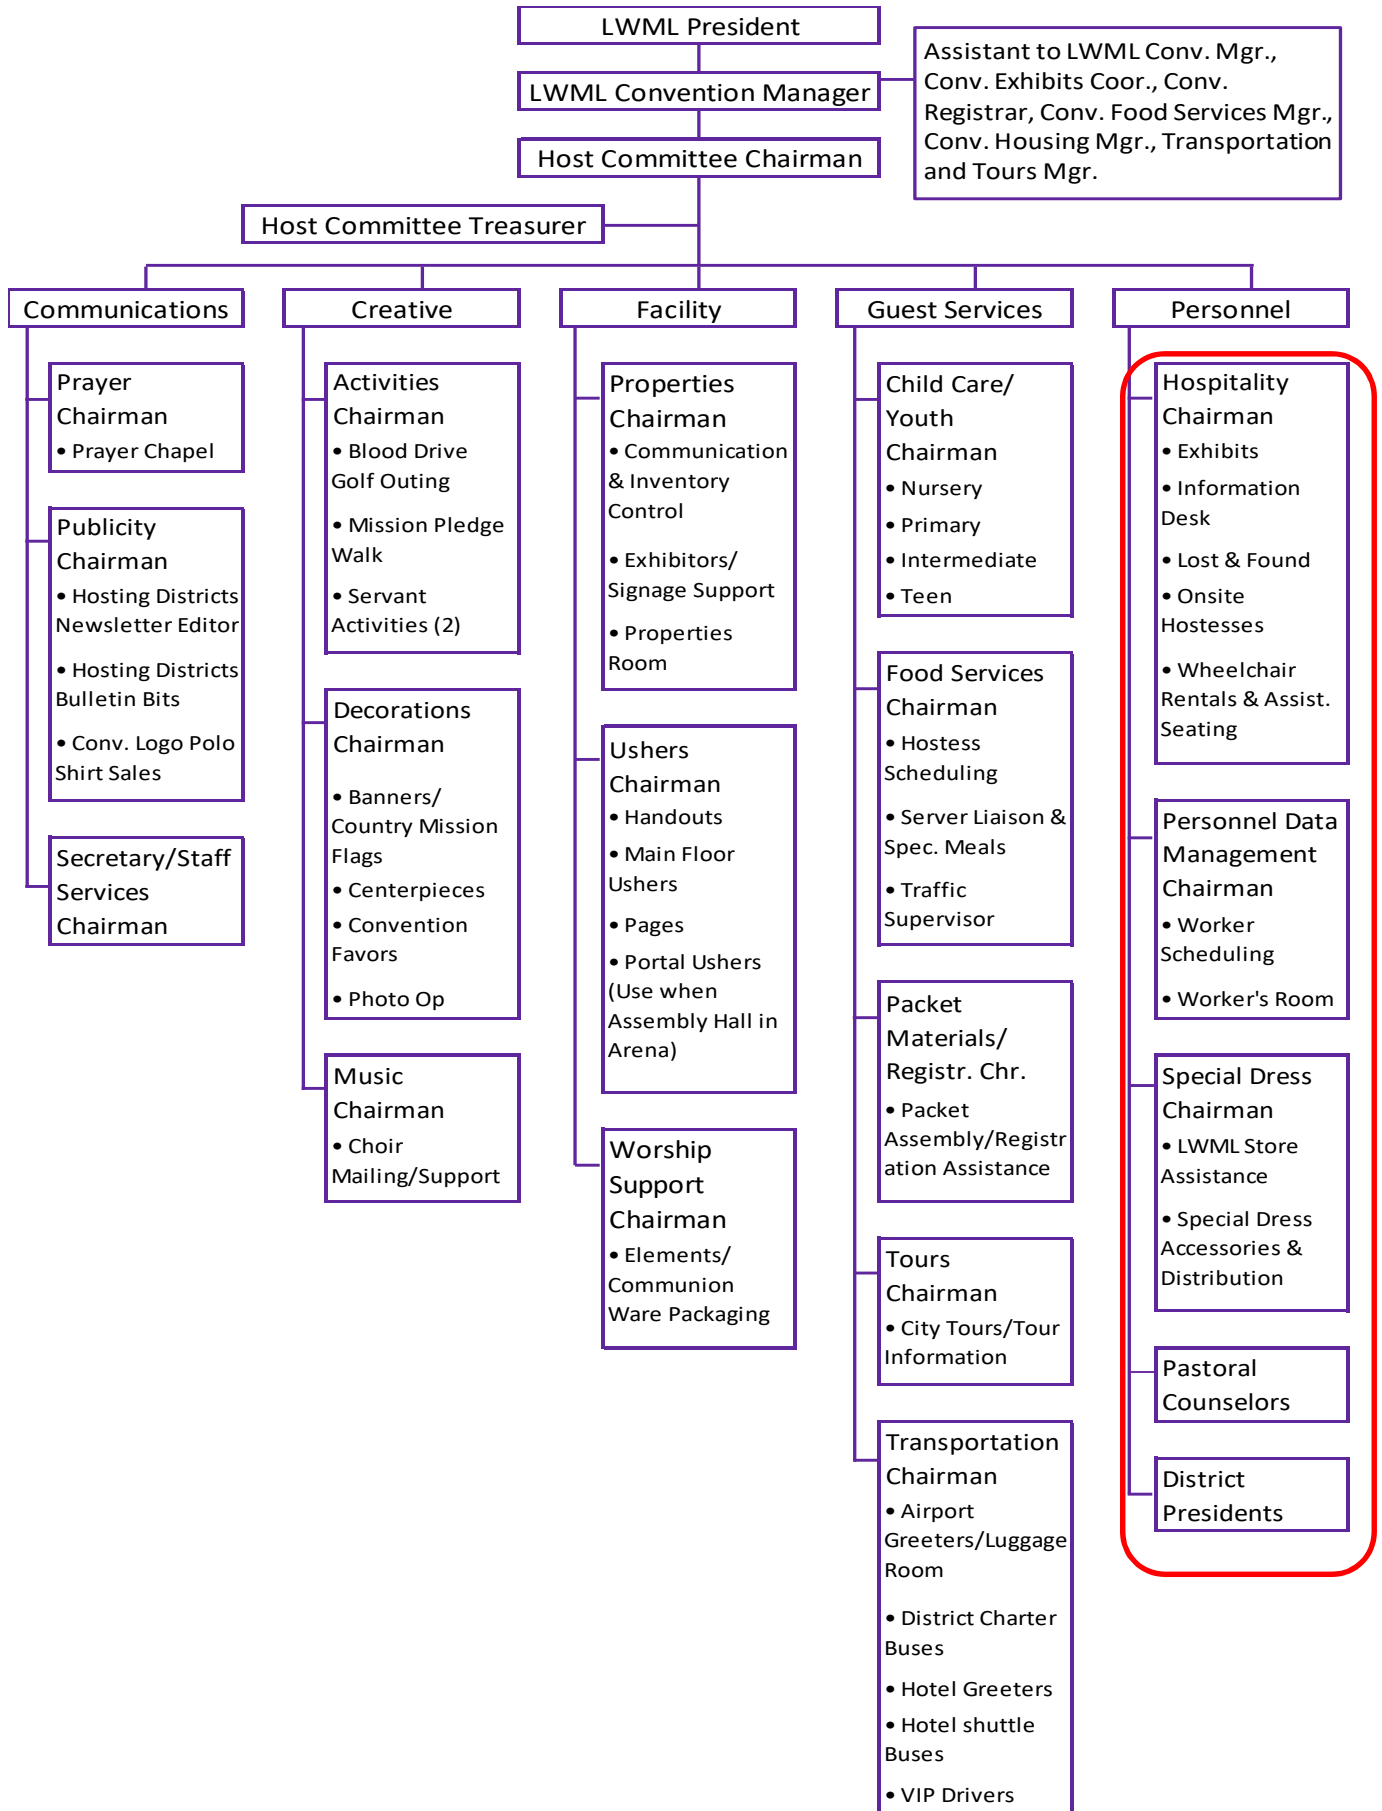 LWML President
LWML Convention Manager
Assistant to LWML Conv. Mgr.,
Conv. Exhibits Coor., Conv.
Registrar, Conv. Food Services Mgr.,
Conv. Housing Mgr., Transportation
and Tours Mgr.
Host Committee Chairman
Host Committee Treasurer
Communications
Prayer
Chairman
• Prayer Chapel
Publicity
Chairman
• Hosting Districts
Newsletter Editor
• Hosting Districts
Bulletin Bits
• Conv. Logo Polo
Shirt Sales
Secretary/Staff
Services
Chairman
Creative
Activities
Chairman
• Blood Drive
Golf Outing
• Mission Pledge
Walk
• Servant
Activities (2)
Decorations
Chairman
• Banners/
Country Mission
Flags
• Centerpieces
• Convention
Favors
• Photo Op
Music
Chairman
• Choir
Mailing/Support
Facility
Properties
Chairman
• Communication
& Inventory
Control
• Exhibitors/
Signage Support
• Properties
Room
Ushers
Chairman
• Handouts
• Main Floor
Ushers
• Pages
• Portal Ushers
(Use when
Assembly Hall in
Arena)
Worship
Support
Chairman
• Elements/
Communion
Ware Packaging
Guest Services
Child Care/
Youth
Chairman
• Nursery
• Primary
• Intermediate
• Teen
Food Services
Chairman
• Hostess
Scheduling
• Server Liaison &
Spec. Meals
• Traffic
Supervisor
Packet
Materials/
Registr. Chr.
• Packet
Assembly/Registr
ation Assistance
Tours
Chairman
• City Tours/Tour
Information
Transportation
Chairman
• Airport
Greeters/Luggage
Room
• District Charter
Buses
• Hotel Greeters
• Hotel shuttle
Buses
• VIP Drivers
Personnel
Hospitality
Chairman
• Exhibits
• Information
Desk
• Lost & Found
• Onsite
Hostesses
• Wheelchair
Rentals & Assist.
Seating
Personnel Data
Management
Chairman
• Worker
Scheduling
• Worker's Room
Special Dress
Chairman
• LWML Store
Assistance
• Special Dress
Accessories &
Distribution
Pastoral
Counselors
District
Presidents